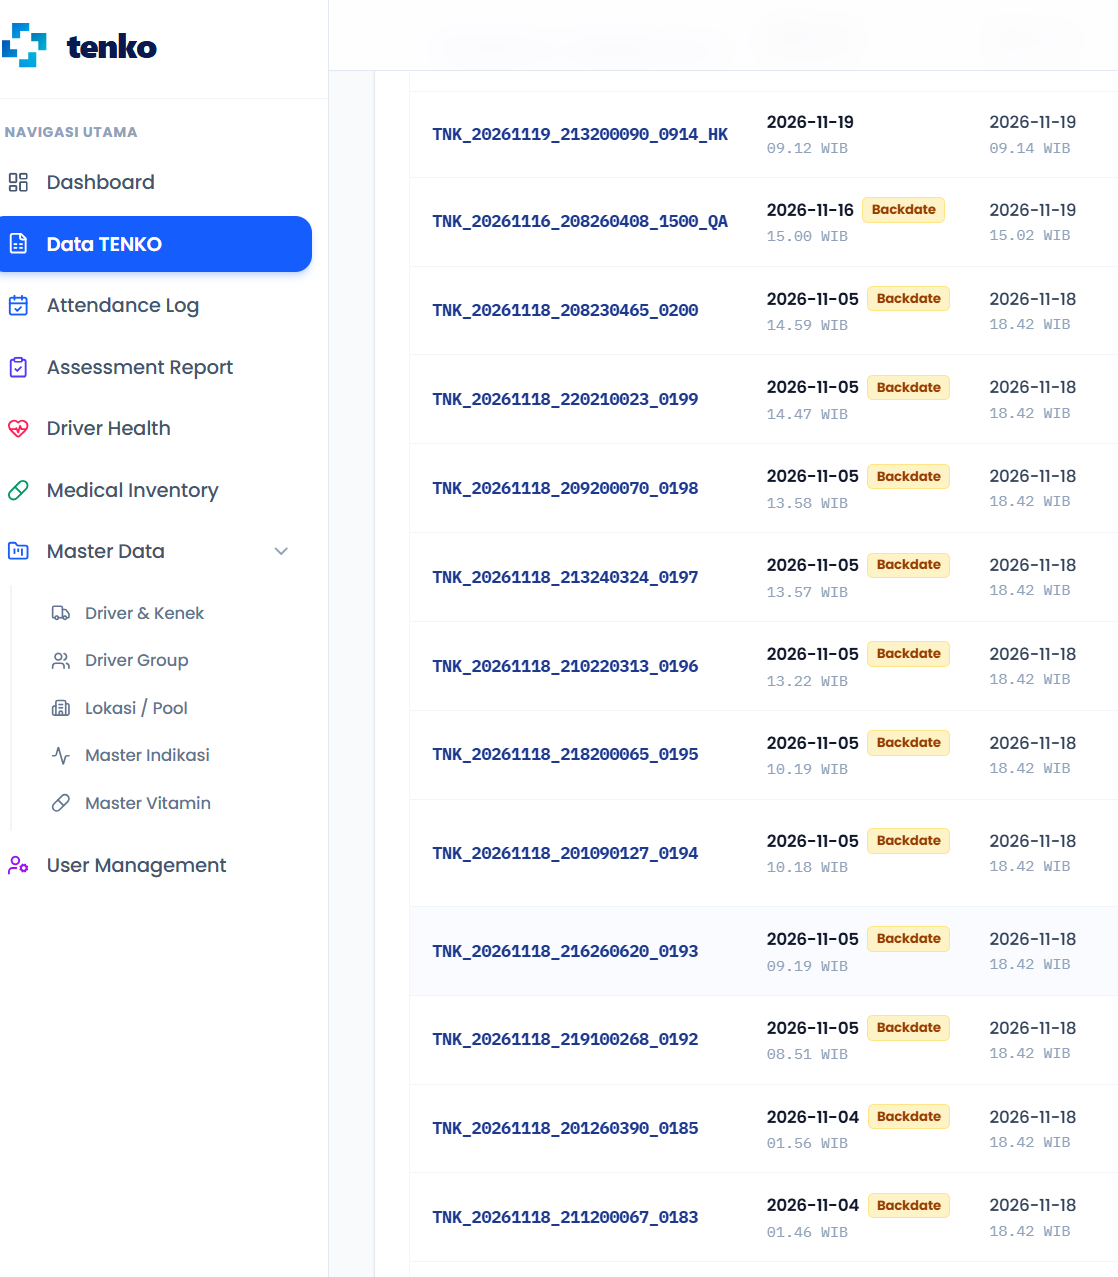 tenko
NAVIGASI UTAMA
Dashboard
Data TENKO
Attendance Log
Assessment Report
Driver Health
Medical Inventory
Master Data
Driver & Kenek
Driver Group
Lokasi / Pool
Master Indikasi
Master Vitamin
User Management
TNK_20261119_213200090_0914_HK 2026-11-19 2026-11-19
09.12 WIB 09.14 WIB
TNK_20261116_208260408_1500_QA 2026-11-16 Backdate 2026-11-19
15.00 WIB 15.02 WIB
TNK_20261118_208230465_0200 2026-11-05 Backdate 2026-11-18
14.59 WIB 18.42 WIB
TNK_20261118_220210023_0199 2026-11-05 Backdate 2026-11-18
14.47 WIB 18.42 WIB
TNK_20261118_209200070_0198 2026-11-05 Backdate 2026-11-18
13.58 WIB 18.42 WIB
TNK_20261118_213240324_0197 2026-11-05 Backdate 2026-11-18
13.57 WIB 18.42 WIB
TNK_20261118_210220313_0196 2026-11-05 Backdate 2026-11-18
13.22 WIB 18.42 WIB
TNK_20261118_218200065_0195 2026-11-05 Backdate 2026-11-18
10.19 WIB 18.42 WIB
TNK_20261118_201090127_0194 2026-11-05 Backdate 2026-11-18
10.18 WIB 18.42 WIB
TNK_20261118_216260620_0193 2026-11-05 Backdate 2026-11-18
09.19 WIB 18.42 WIB
TNK_20261118_219100268_0192 2026-11-05 Backdate 2026-11-18
08.51 WIB 18.42 WIB
TNK_20261118_201260390_0185 2026-11-04 Backdate 2026-11-18
01.56 WIB 18.42 WIB
TNK_20261118_211200067_0183 2026-11-04 Backdate 2026-11-18
01.46 WIB 18.42 WIB